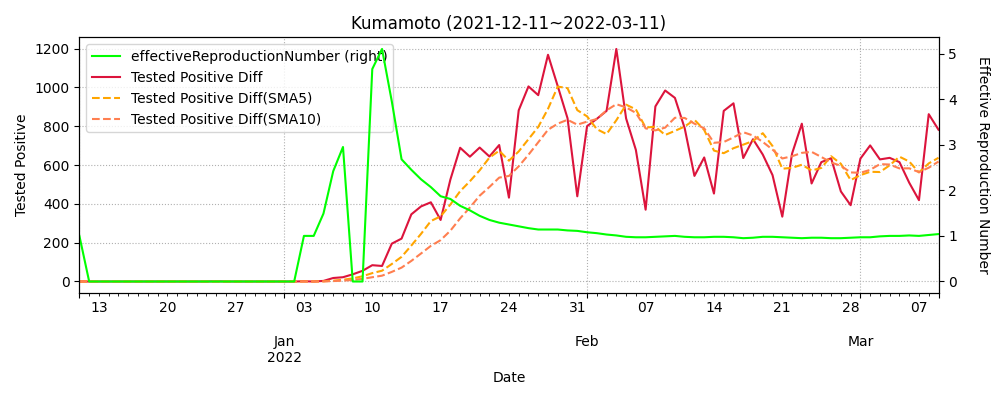 Kumamoto (2021-12-11~2022-03-11)
effectiveReproductionNumber (right)
Tested Positive Diff
Tested Positive Diff(SMA5)
Tested Positive Diff(SMA10)
Tested Positive
1200
1000
800
600
400
200
0
Effective Reproduction Number
5
4
3
2
1
0
13 20 27 03 10 17 24 31 07 14 21 28 07
Jan Feb Mar
2022
Date